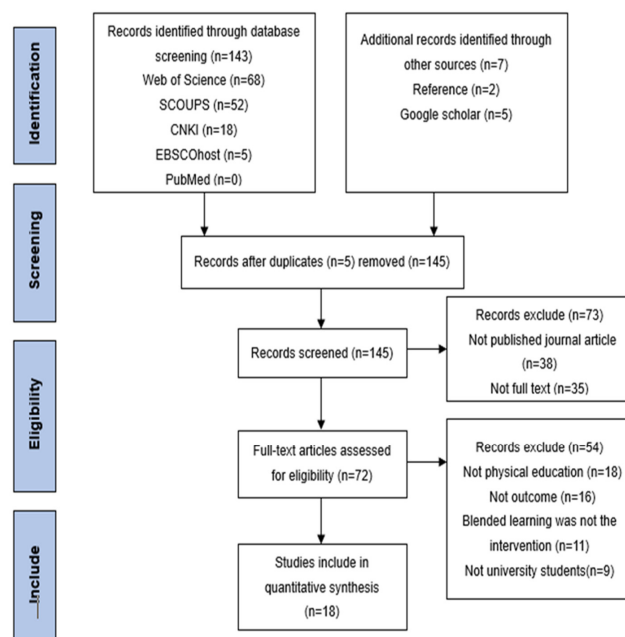 Identification
Records identified through database
screening (n=143)
Web of Science (n=68)
SCOUPS (n=52)
CNKI (n=18)
EBSCOhost (n=5)
PubMed (n=0)
Additional records identified through
other sources (n=7)
Reference (n=2)
Google scholar (n=5)
Screening
Records after duplicates (n=5) removed (n=145)
Records screened (n=145)
Records exclude (n=73)
Not published journal article
(n=38)
Not full text (n=35)
Eligibility
Full-text articles assessed
for eligibility (n=72)
Records exclude (n=54)
Not physical education (n=18)
Not outcome (n=16)
Blended learning was not the
intervention (n=11)
Not university students(n=9)
Include
Studies include in
quantitative synthesis
(n=18)